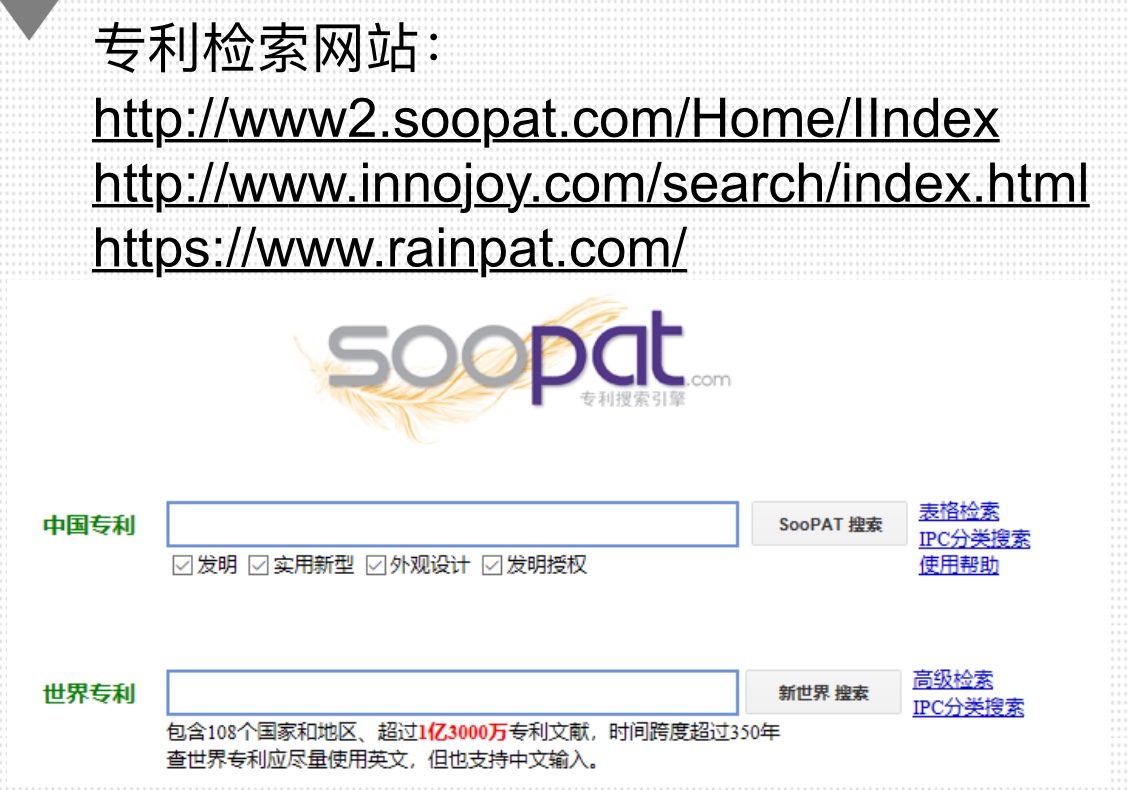 专利检索网站：
http://www2.soopat.com/Home/IIndex
http://www.innojoy.com/search/index.html
https://www.rainpat.com/
soopat.com
专利搜索引擎
中国专利
SooPAT 搜索
表格检索
IPC分类搜索
使用帮助
发明 实用新型 外观设计 发明授权
世界专利
新世界 搜索
高级检索
IPC分类搜索
包含108个国家和地区、超过1亿3000万专利文献，时间跨度超过350年
查世界专利应尽量使用英文，但也支持中文输入。